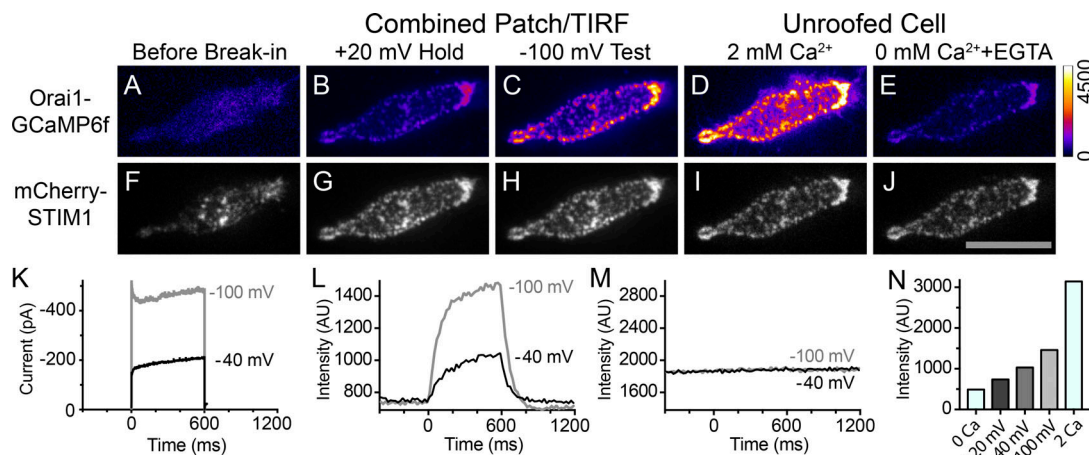 Combined Patch/TIRF Unroofed Cell
Before Break-in +20 mV Hold -100 mV Test 2 mM Ca²⁺ 0 mM Ca²⁺+EGTA
Orai1-
GCaMP6f
A B C D E
4500
0
mCherry-
STIM1
F G H I J
K
Current (pA)
-400
-200
0
-100 mV
-40 mV
0 600 1200
Time (ms)
L
Intensity (AU)
1400
1200
1000
800
-100 mV
-40 mV
0 600 1200
Time (ms)
M
Intensity (AU)
2800
2400
2000
1600
-100 mV
-40 mV
0 600 1200
Time (ms)
N
Intensity (AU)
3000
2000
1000
0
0 Ca
20 mV
40 mV
100 mV
2 Ca